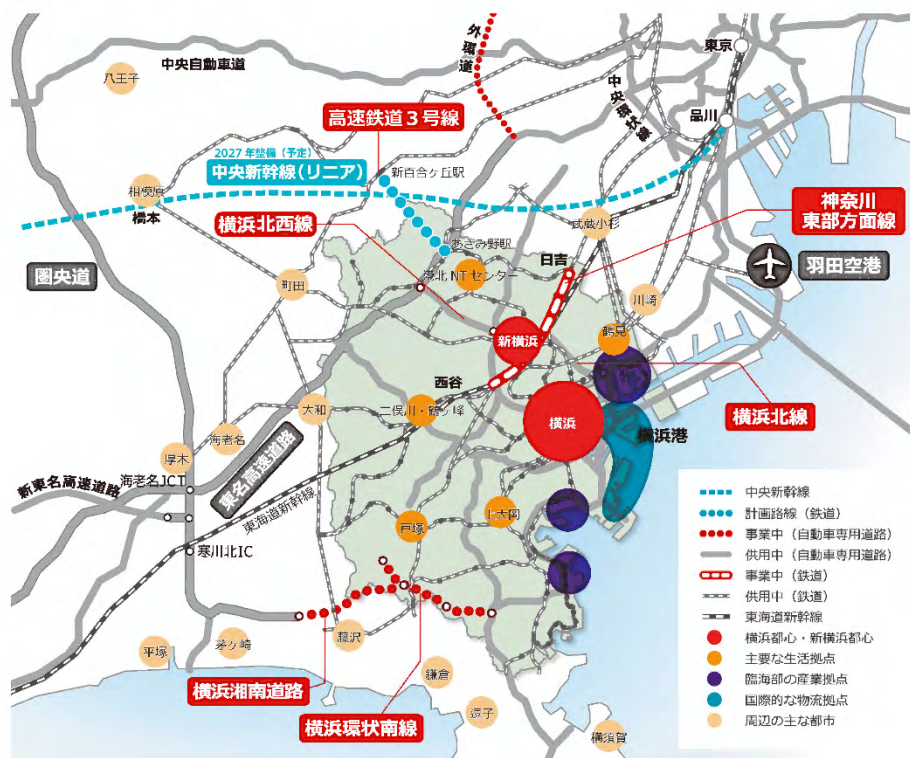 東京
外環道
中央自動車道
八王子
中央環状線
品川
高速鉄道3号線
2027年整備（予定）
中央新幹線（リニア）
新百合ヶ丘駅
相模原
橋本
神奈川
東部方面線
横浜北西線
武蔵小杉
あざみ野駅
日吉
圏央道
港北NTセンター
羽田空港
町田
川崎
鶴見
新横浜
西谷
大和
二俣川・鶴ヶ峰
横浜
横浜北線
横浜港
海老名
厚木
海老名JCT
東名高速道路
新東名高速道路
東海道新幹線
上大岡
戸塚
寒川北IC
藤沢
茅ヶ崎
平塚
鎌倉
横浜湘南道路
逗子
横浜環状南線
横須賀
中央新幹線
計画路線（鉄道）
事業中（自動車専用道路）
供用中（自動車専用道路）
事業中（鉄道）
供用中（鉄道）
東海道新幹線
横浜都心・新横浜都心
主要な生活拠点
臨海部の産業拠点
国際的な物流拠点
周辺の主な都市